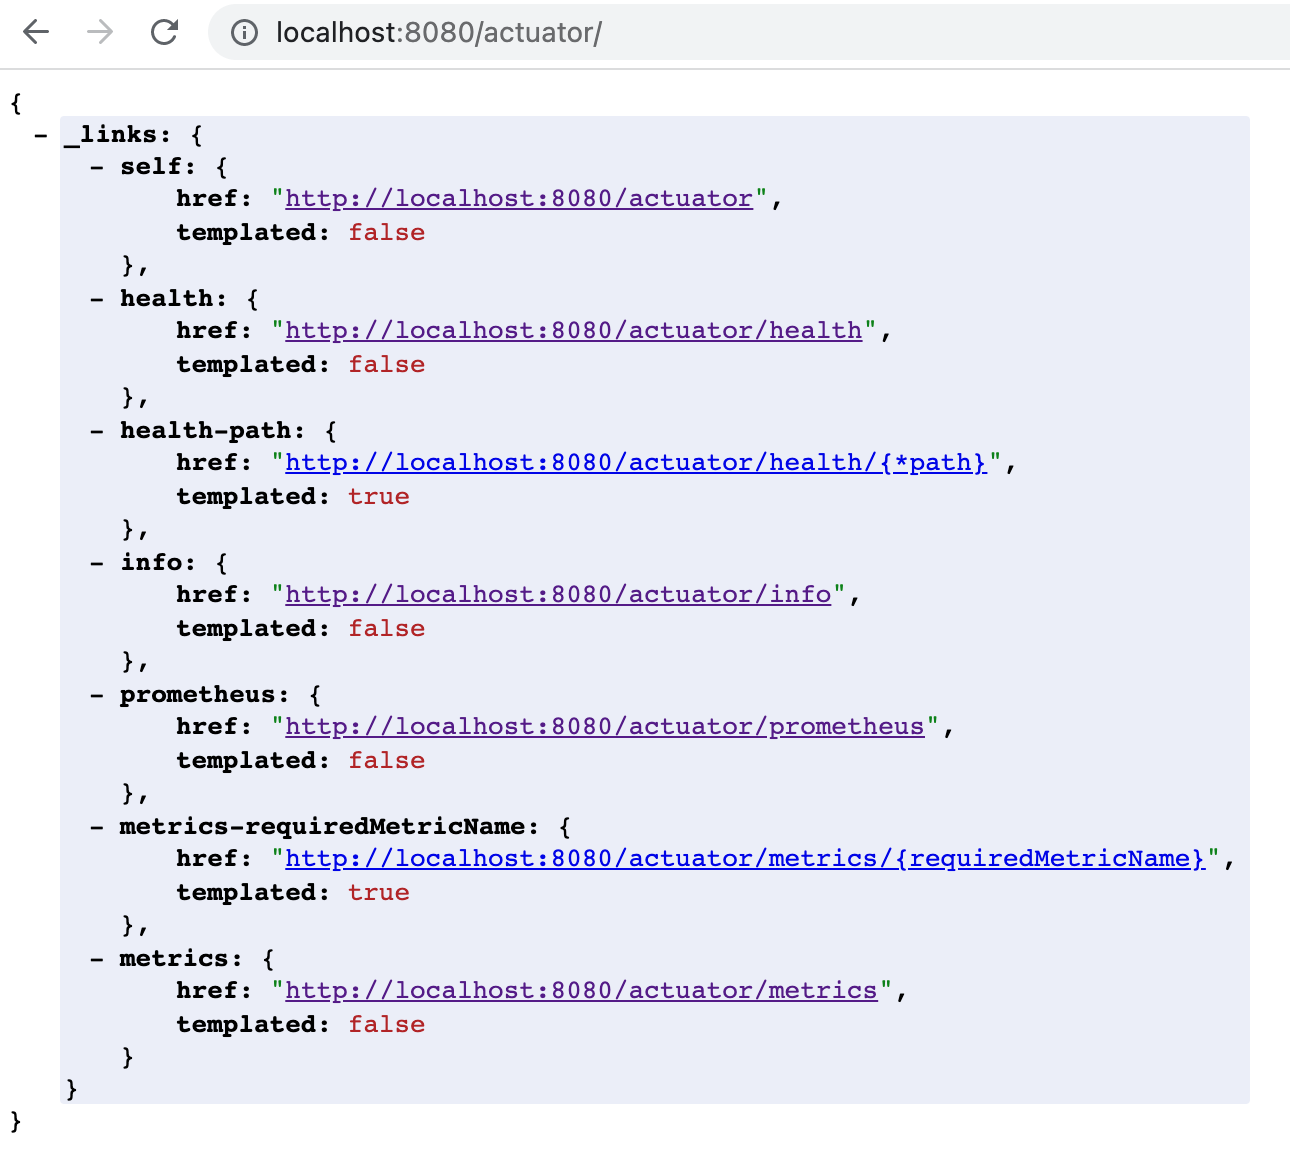 localhost:8080/actuator/
{
- _links: {
- self: {
href: "http://localhost:8080/actuator",
templated: false
},
- health: {
href: "http://localhost:8080/actuator/health",
templated: false
},
- health-path: {
href: "http://localhost:8080/actuator/health/{*path}",
templated: true
},
- info: {
href: "http://localhost:8080/actuator/info",
templated: false
},
- prometheus: {
href: "http://localhost:8080/actuator/prometheus",
templated: false
},
- metrics-requiredMetricName: {
href: "http://localhost:8080/actuator/metrics/{requiredMetricName}",
templated: true
},
- metrics: {
href: "http://localhost:8080/actuator/metrics",
templated: false
}
}
}